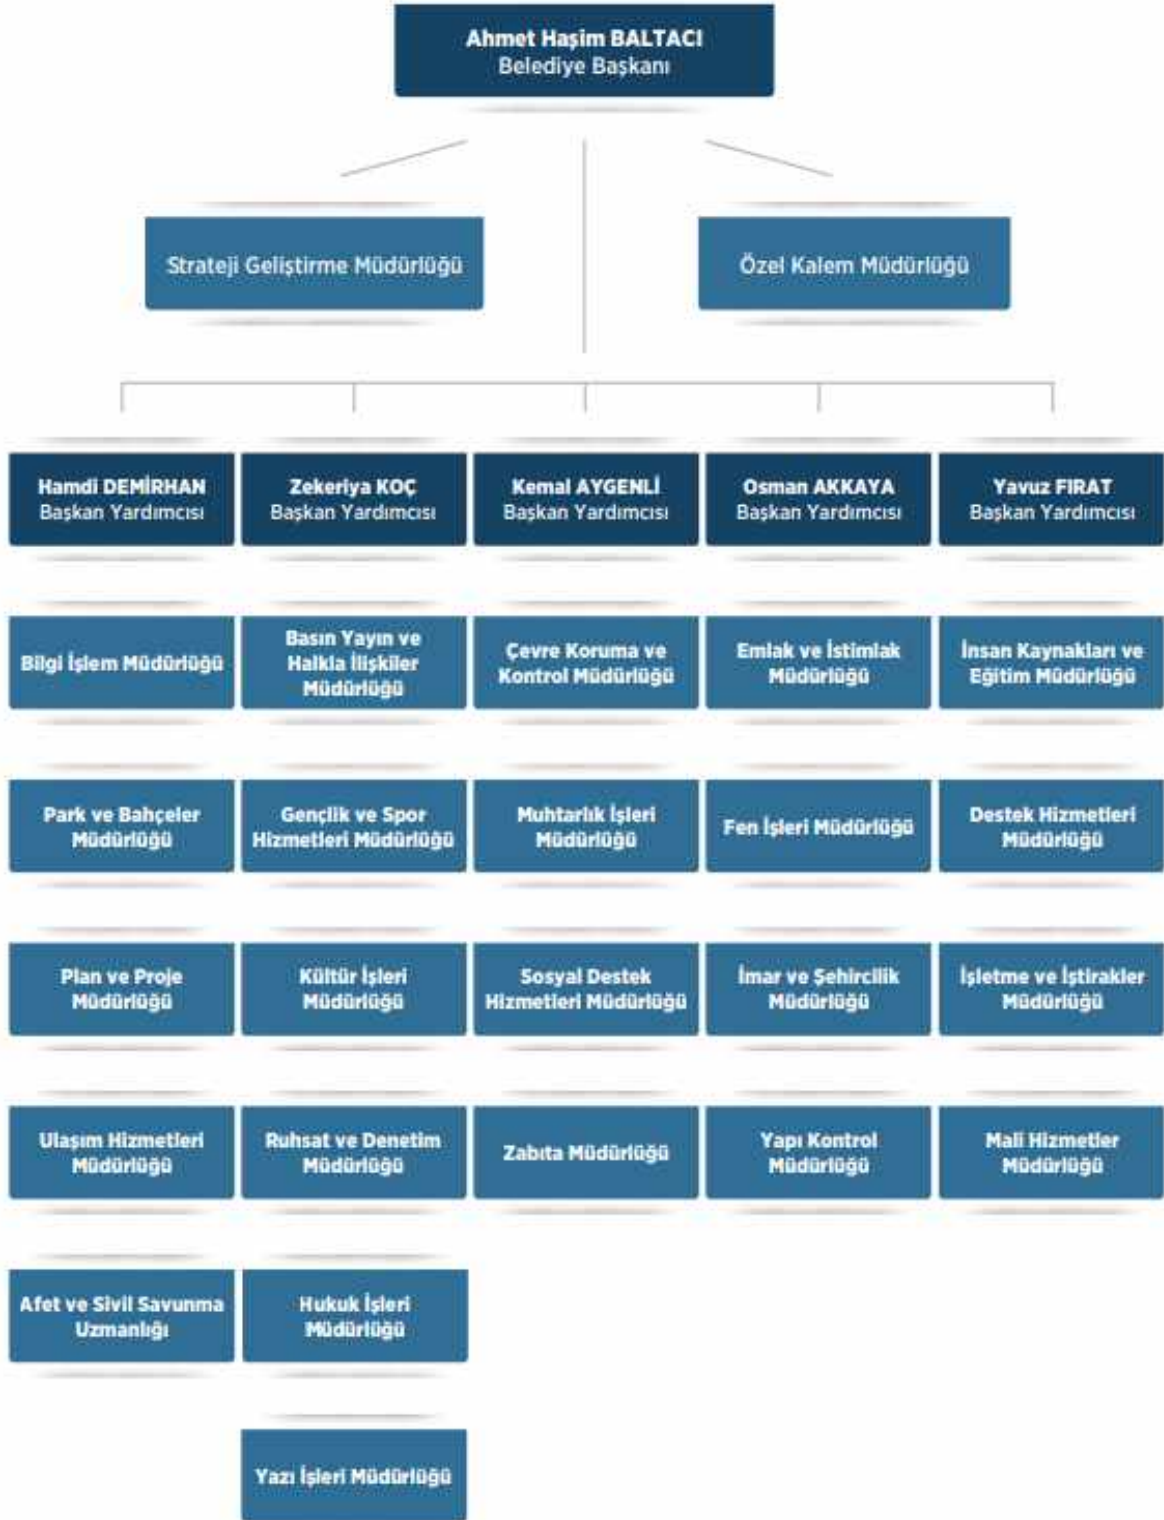 Ahmet Haşim BALTACI
Belediye Başkanı
Strateji Geliştirme Müdürlüğü
Özel Kalem Müdürlüğü
Hamdi DEMİRHAN
Başkan Yardımcısı
Zekeriya KOÇ
Başkan Yardımcısı
Kemal AYGENLİ
Başkan Yardımcısı
Osman AKKAYA
Başkan Yardımcısı
Yavuz FIRAT
Başkan Yardımcısı
Bilgi İşlem Müdürlüğü
Basın Yayın ve
Halkla İlişkiler
Müdürlüğü
Çevre Koruma ve
Kontrol Müdürlüğü
Emlak ve İstimlak
Müdürlüğü
İnsan Kaynakları ve
Eğitim Müdürlüğü
Park ve Bahçeler
Müdürlüğü
Gençlik ve Spor
Hizmetleri Müdürlüğü
Muhtarlık İşleri
Müdürlüğü
Fen İşleri Müdürlüğü
Destek Hizmetleri
Müdürlüğü
Plan ve Proje
Müdürlüğü
Kültür İşleri
Müdürlüğü
Sosyal Destek
Hizmetleri Müdürlüğü
İmar ve Şehircilik
Müdürlüğü
İşletme ve İştirakler
Müdürlüğü
Ulaşım Hizmetleri
Müdürlüğü
Ruhsat ve Denetim
Müdürlüğü
Zabıta Müdürlüğü
Yapı Kontrol
Müdürlüğü
Mali Hizmetler
Müdürlüğü
Afet ve Sivil Savunma
Uzmanlığı
Hukuk İşleri
Müdürlüğü
Yazı İşleri Müdürlüğü